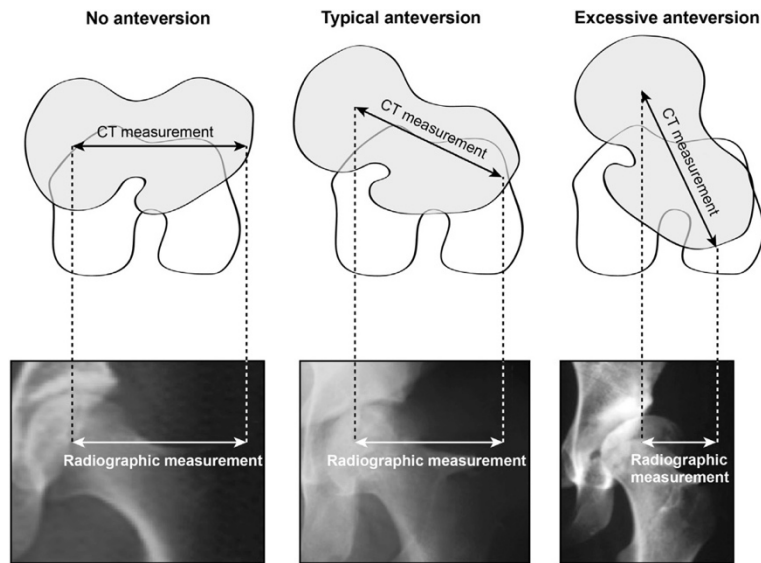 No anteversion
Typical anteversion
Excessive anteversion
CT measurement
CT measurement
CT measurement
Radiographic measurement
Radiographic measurement
Radiographic
measurement